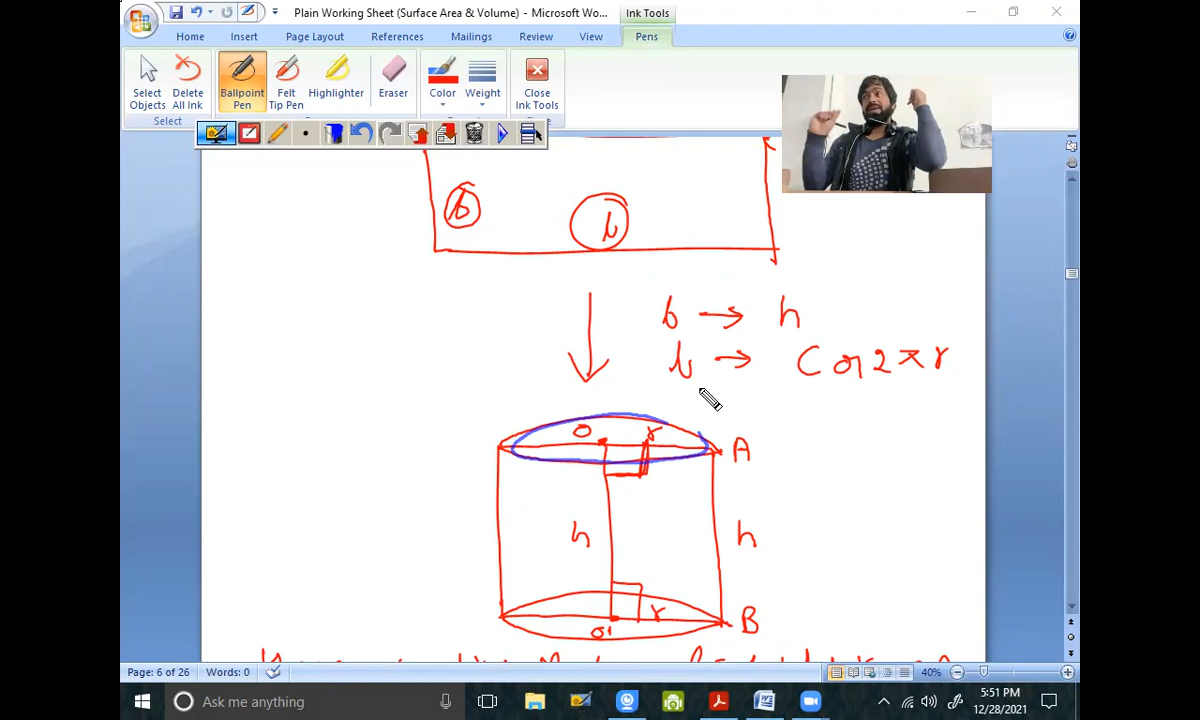 Plain Working Sheet (Surface Area & Volume) - Microsoft Wo...
Ink Tools
Home Insert Page Layout References Mailings Review View Pens
Select Objects
Delete All Ink
Ballpoint Pen
Felt Tip Pen
Highlighter
Eraser
Color
Weight
Close Ink Tools
Select
Close
b
l
b → h
l → C or 2πr
O r A
h h
r B
O'
Page: 6 of 26 Words: 0 40%
Ask me anything
5:51 PM
12/28/2021